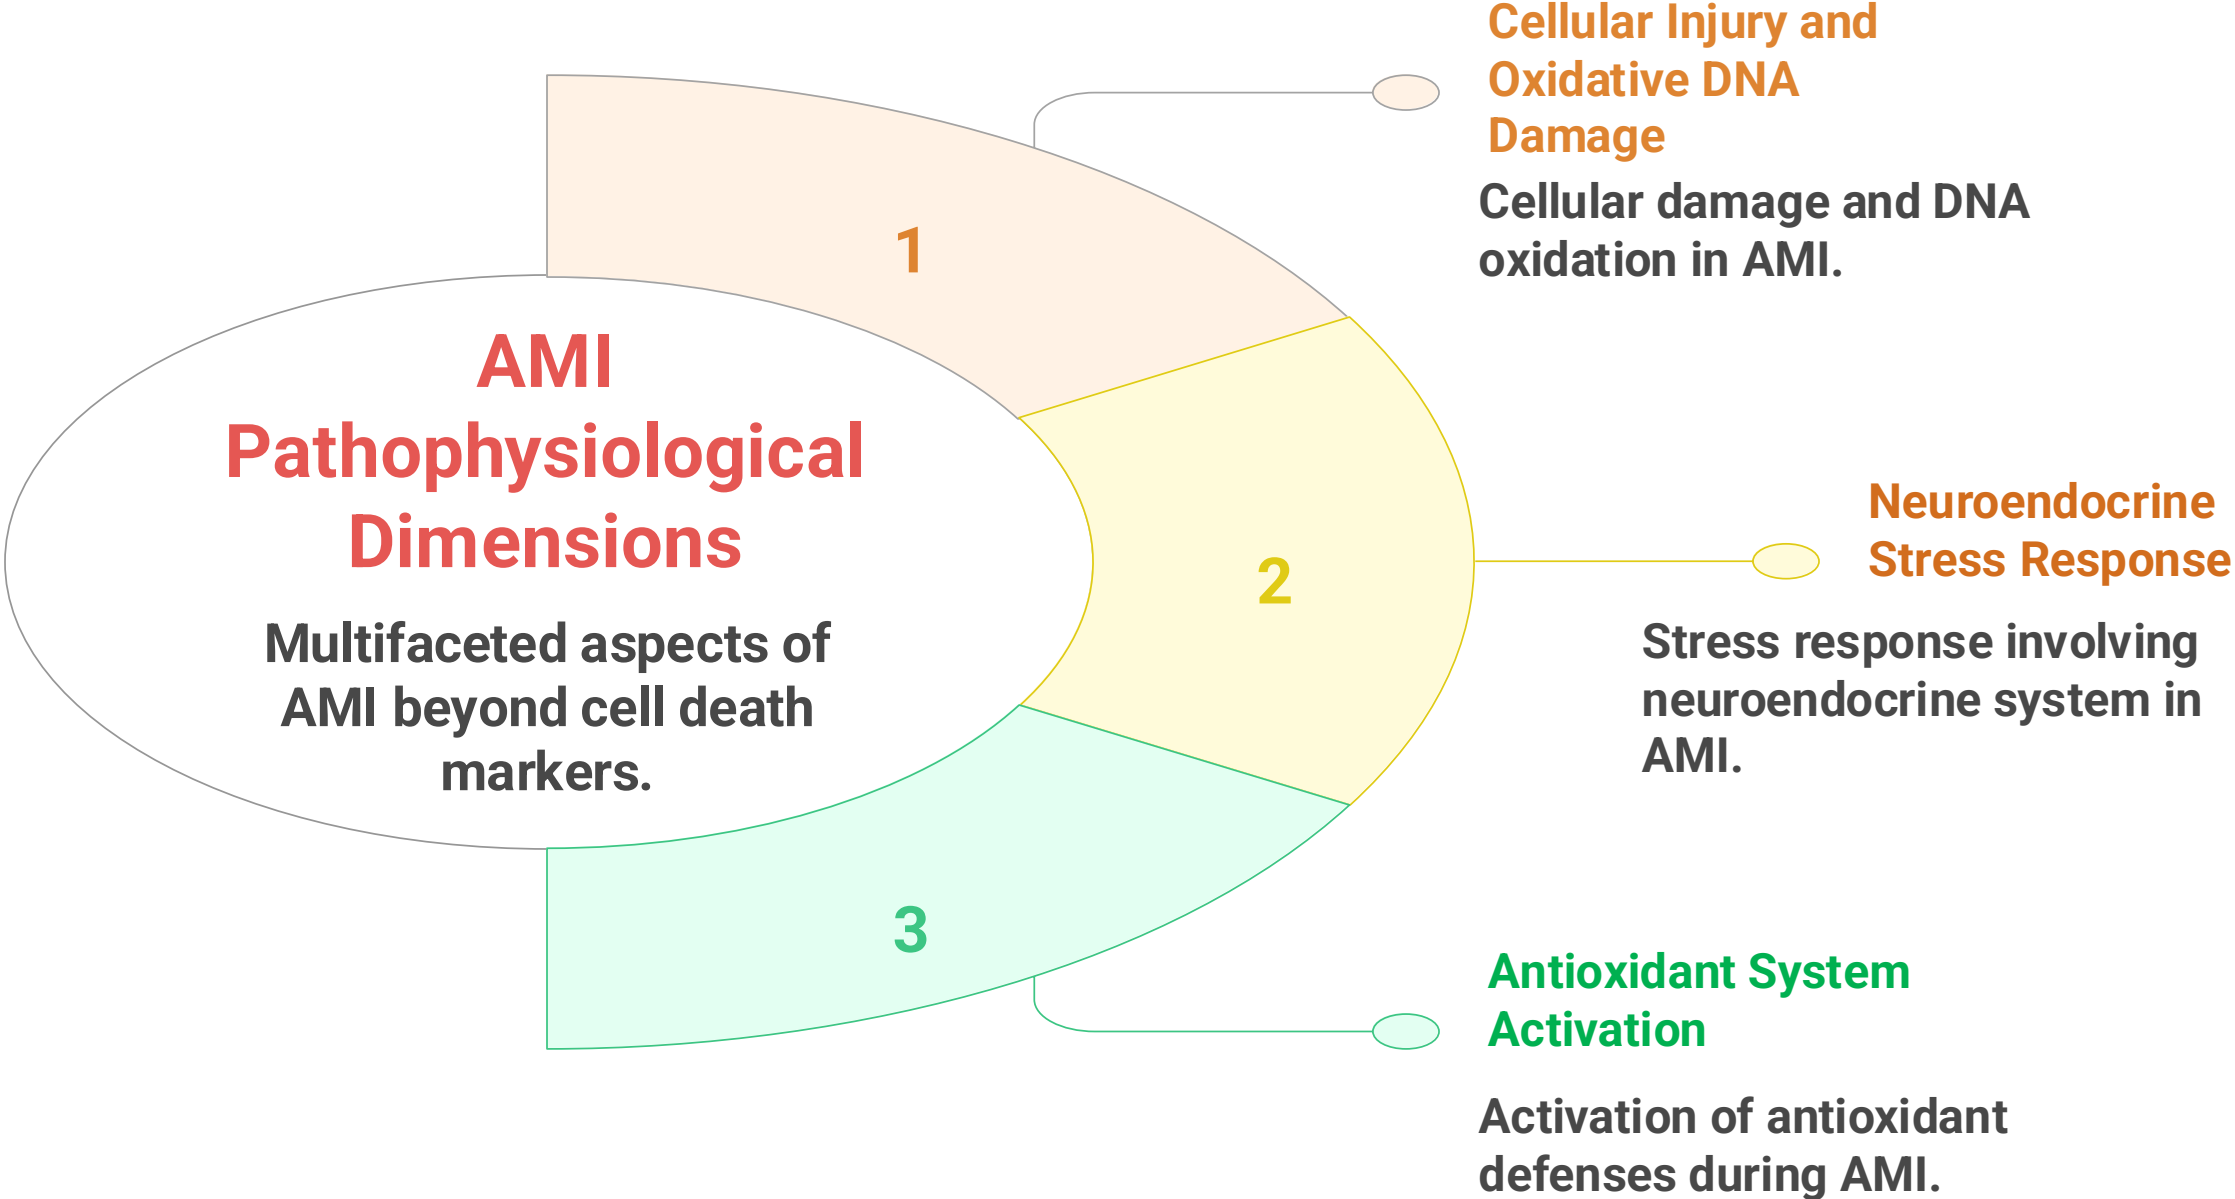 AMI
Pathophysiological
Dimensions
Multifaceted aspects of
AMI beyond cell death
markers.
1
Cellular Injury and
Oxidative DNA
Damage
Cellular damage and DNA
oxidation in AMI.
2
Neuroendocrine
Stress Response
Stress response involving
neuroendocrine system in
AMI.
3
Antioxidant System
Activation
Activation of antioxidant
defenses during AMI.